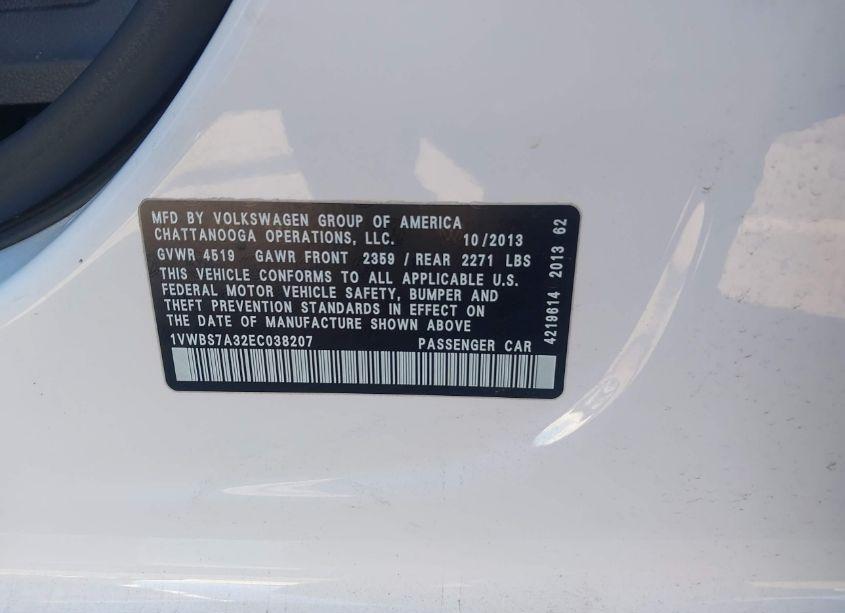 MFD BY VOLKSWAGEN GROUP OF AMERICA
CHATTANOOGA OPERATIONS, LLC. 10/2013
GVWR 4519 GAWR FRONT 2359 / REAR 2271 LBS
THIS VEHICLE CONFORMS TO ALL APPLICABLE U.S.
FEDERAL MOTOR VEHICLE SAFETY, BUMPER AND
THEFT PREVENTION STANDARDS IN EFFECT ON
THE DATE OF MANUFACTURE SHOWN ABOVE
1VWBS7A32EC038207 PASSENGER CAR
4219614 2013 62